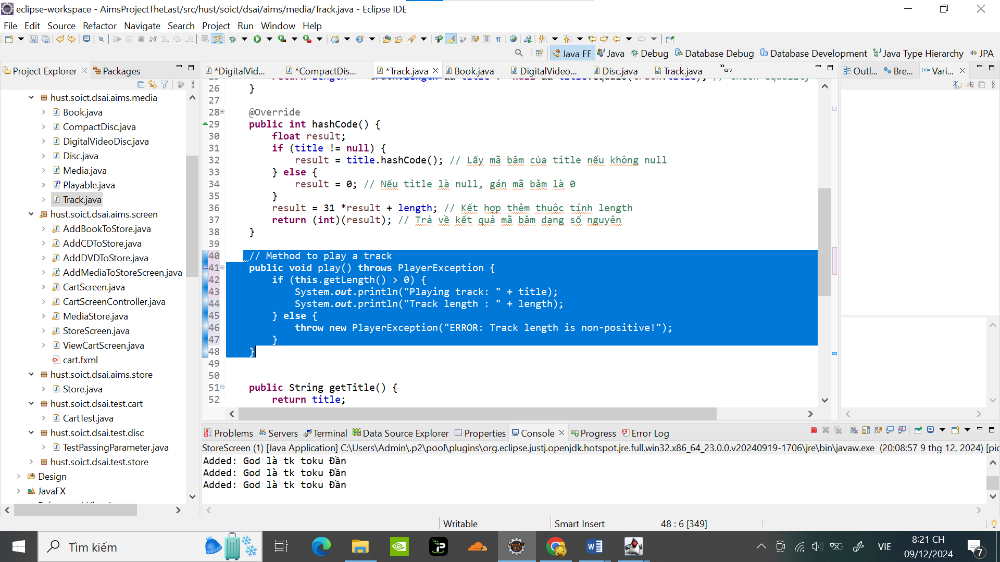 eclipse-workspace - AimsProjectTheLast/src/hust/soict/dsai/aims/media/Track.java - Eclipse IDE
File Edit Source Refactor Navigate Search Project Run Window Help
Java EE Java Debug Database Debug Database Development Java Type Hierarchy JPA
Project Explorer Packages
*DigitalVid... *CompactDis... *Track.java Book.java DigitalVideo... Disc.java Track.java
Outl... Bre... Vari...
hust.soict.dsai.aims.media
Book.java
CompactDisc.java
DigitalVideoDisc.java
Disc.java
Media.java
Playable.java
Track.java
hust.soict.dsai.aims.screen
AddBookToStore.java
AddCDToStore.java
AddDVDToStore.java
AddMediaToStoreScreen.java
CartScreen.java
CartScreenController.java
MediaStore.java
StoreScreen.java
ViewCartScreen.java
cart.fxml
hust.soict.dsai.aims.store
Store.java
hust.soict.dsai.test.cart
CartTest.java
hust.soict.dsai.test.disc
TestPassingParameter.java
hust.soict.dsai.test.store
Design
JavaFX
26 }
27
28 @Override
29 public int hashCode() {
30 float result;
31 if (title != null) {
32 result = title.hashCode(); // Lấy mã băm của title nếu không null
33 } else {
34 result = 0; // Nếu title là null, gán mã băm là 0
35 }
36 result = 31 *result + length; // Kết hợp thêm thuộc tính length
37 return (int)(result); // Trả về kết quả mã băm dạng số nguyên
38 }
39
40 // Method to play a track
41 public void play() throws PlayerException {
42 if (this.getLength() > 0) {
43 System.out.println("Playing track: " + title);
44 System.out.println("Track length : " + length);
45 } else {
46 throw new PlayerException("ERROR: Track length is non-positive!");
47 }
48 }
49
50
51 public String getTitle() {
52 return title;
Problems Servers Terminal Data Source Explorer Properties Console Progress Error Log
StoreScreen (1) [Java Application] C:\Users\Admin\.p2\pool\plugins\org.eclipse.justj.openjdk.hotspot.jre.full.win32.x86_64_23.0.0.v20240919-1706\jre\bin\javaw.exe (20:08:57 9 thg 12, 2024) [pic
Added: God là tk toku Đần
Added: God là tk toku Đần
Added: God là tk toku Đần
Writable Smart Insert 48 : 6 [349]
Tìm kiếm
VIE
8:21 CH
09/12/2024
7